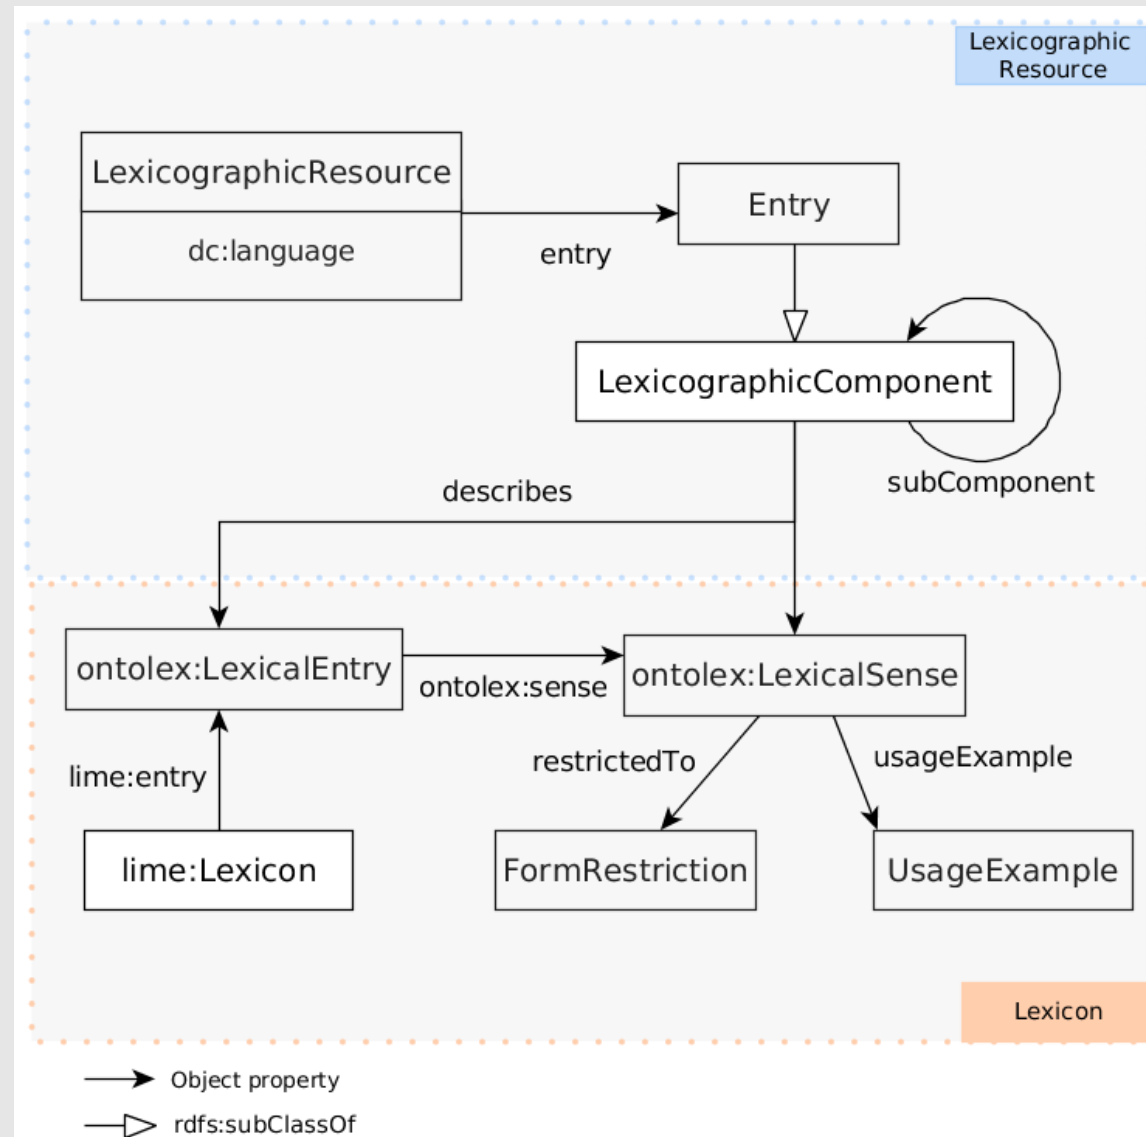 Lexicographic
Resource
LexicographicResource
dc:language
entry
Entry
LexicographicComponent
subComponent
describes
ontolex:LexicalEntry
ontolex:sense
ontolex:LexicalSense
lime:entry
restrictedTo
usageExample
lime:Lexicon
FormRestriction
UsageExample
Lexicon
Object property
rdfs:subClassOf